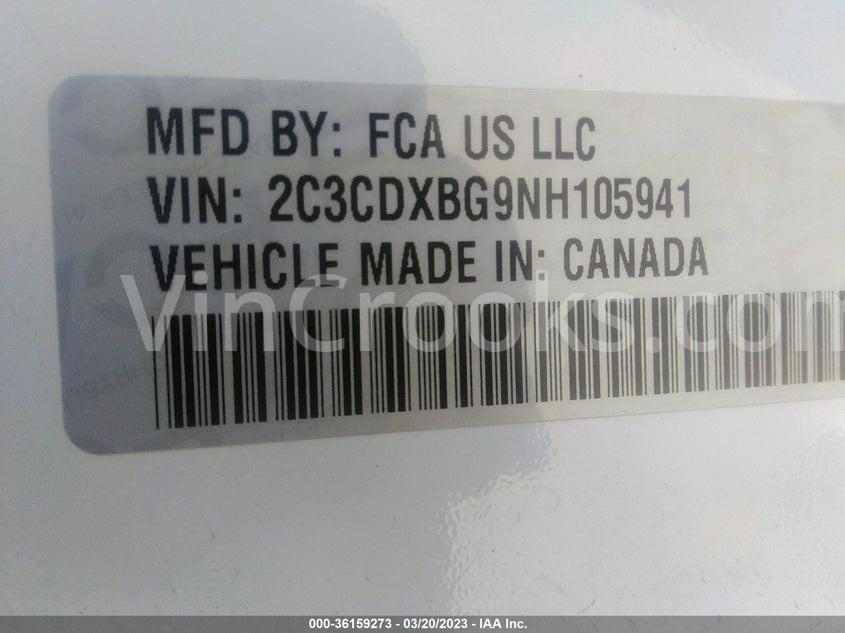 MFD BY: FCA US LLC
VIN: 2C3CDXBG9NH105941
VEHICLE MADE IN: CANADA
VinCrooks.com
000-36159273 - 03/20/2023 - IAA Inc.